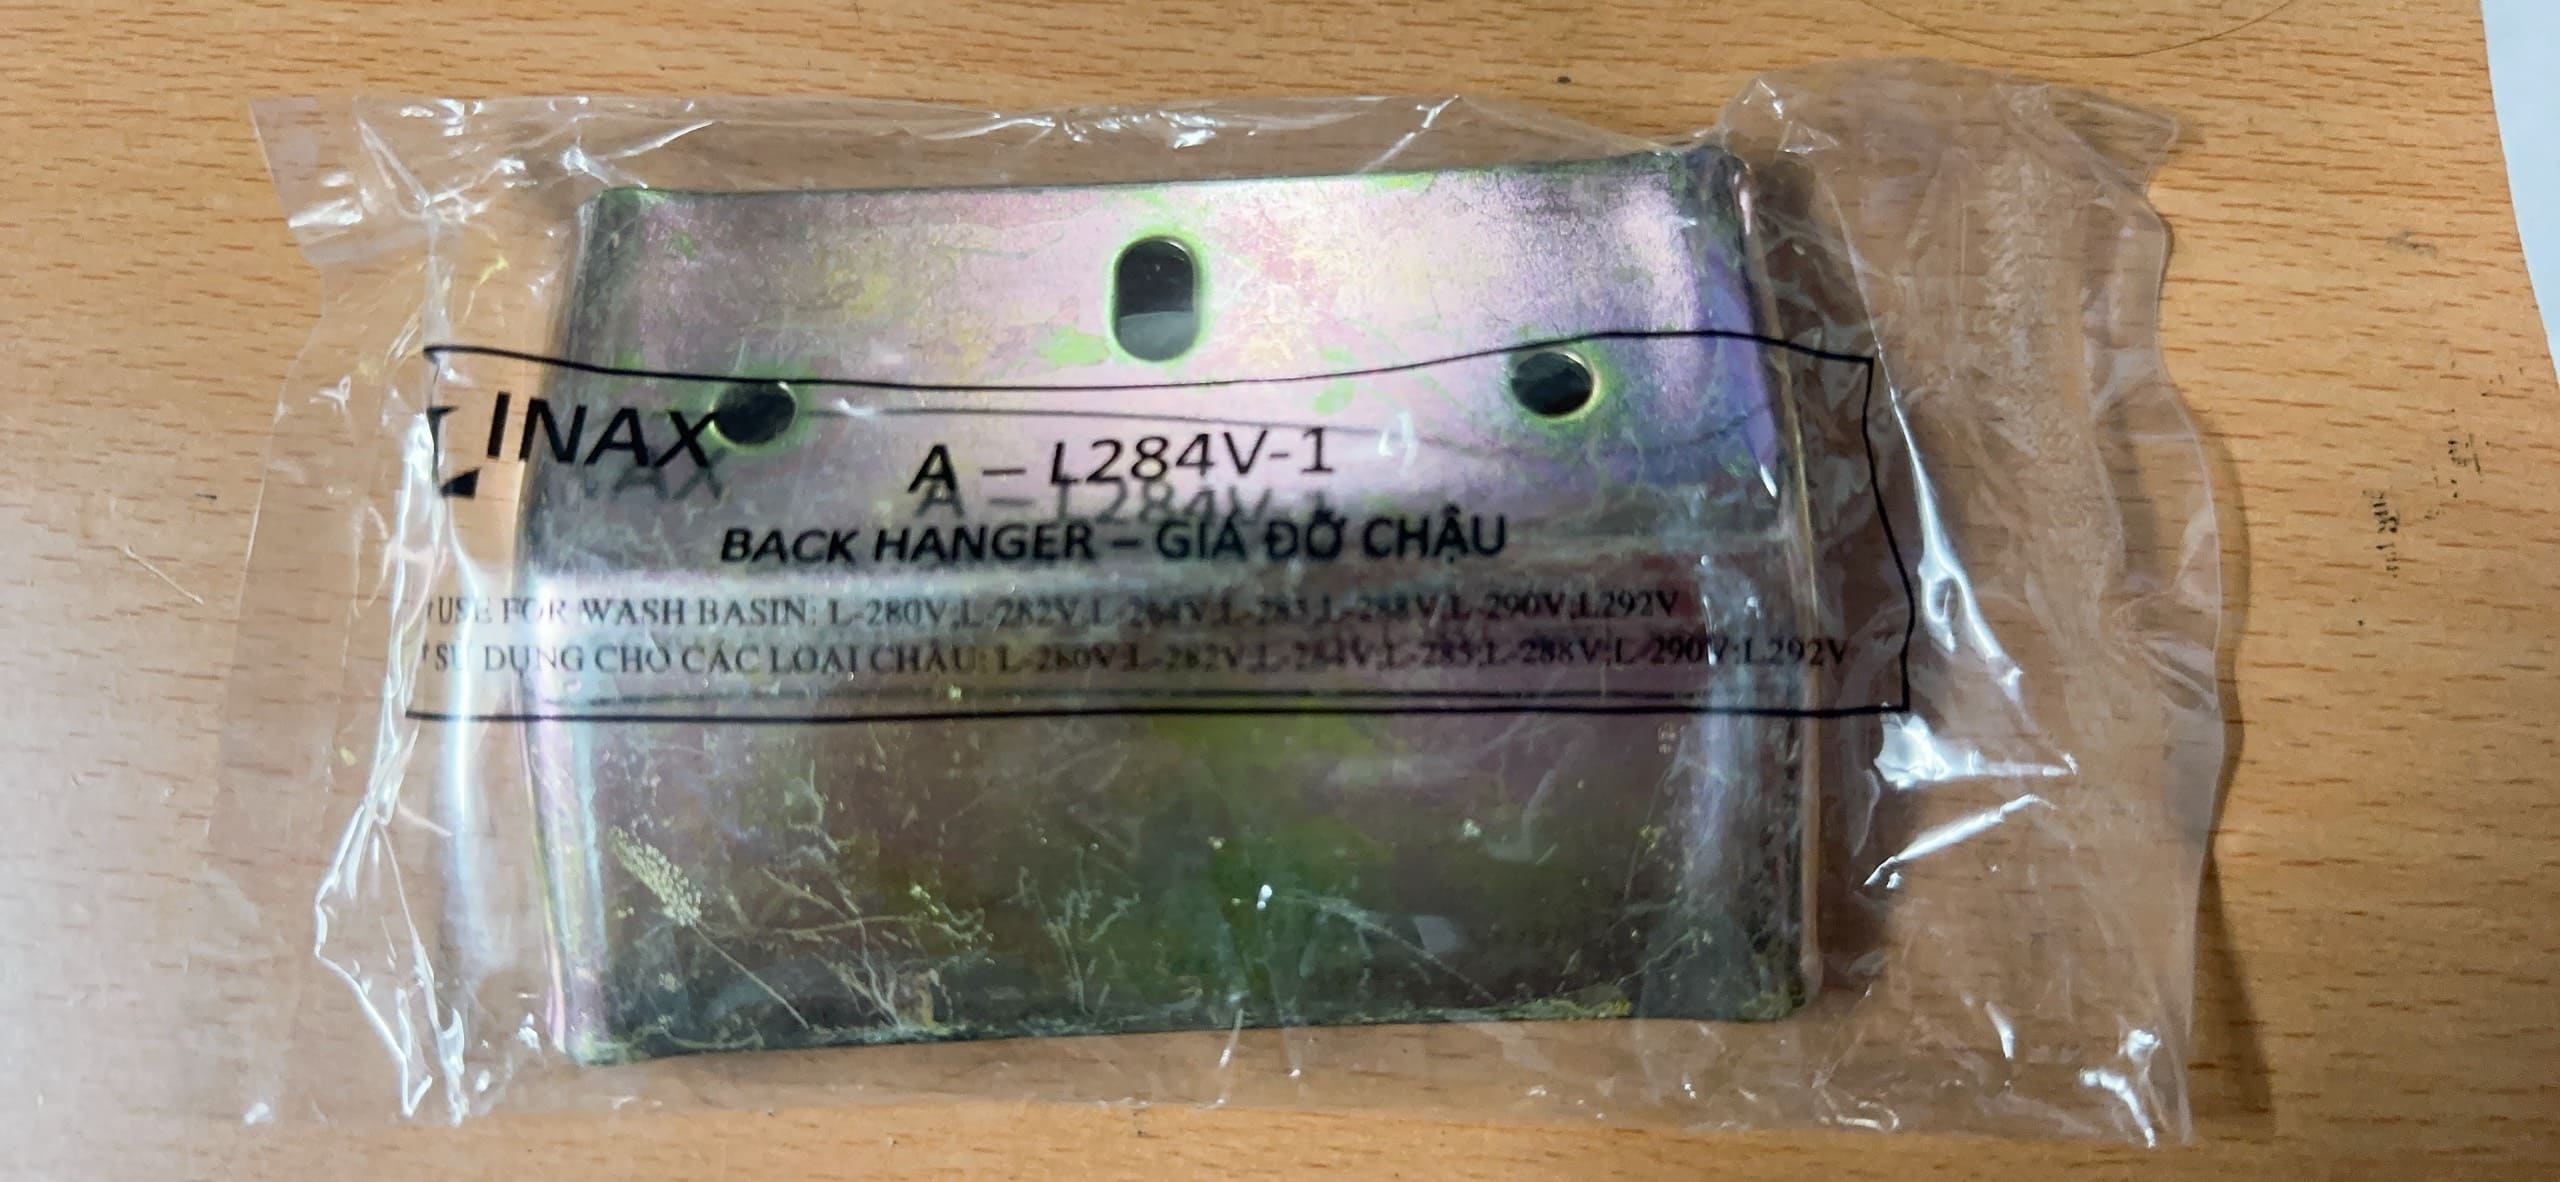 INAX
A – L284V-1
BACK HANGER – GIÁ ĐỠ CHẬU
*USE FOR WASH BASIN: L-280V;L-282V;L-284V;L-285;L-288V;L-290V;L292V
*SỬ DỤNG CHO CÁC LOẠI CHẬU: L-280V;L-282V;L-284V;L-285;L-288V;L-290V;L292V